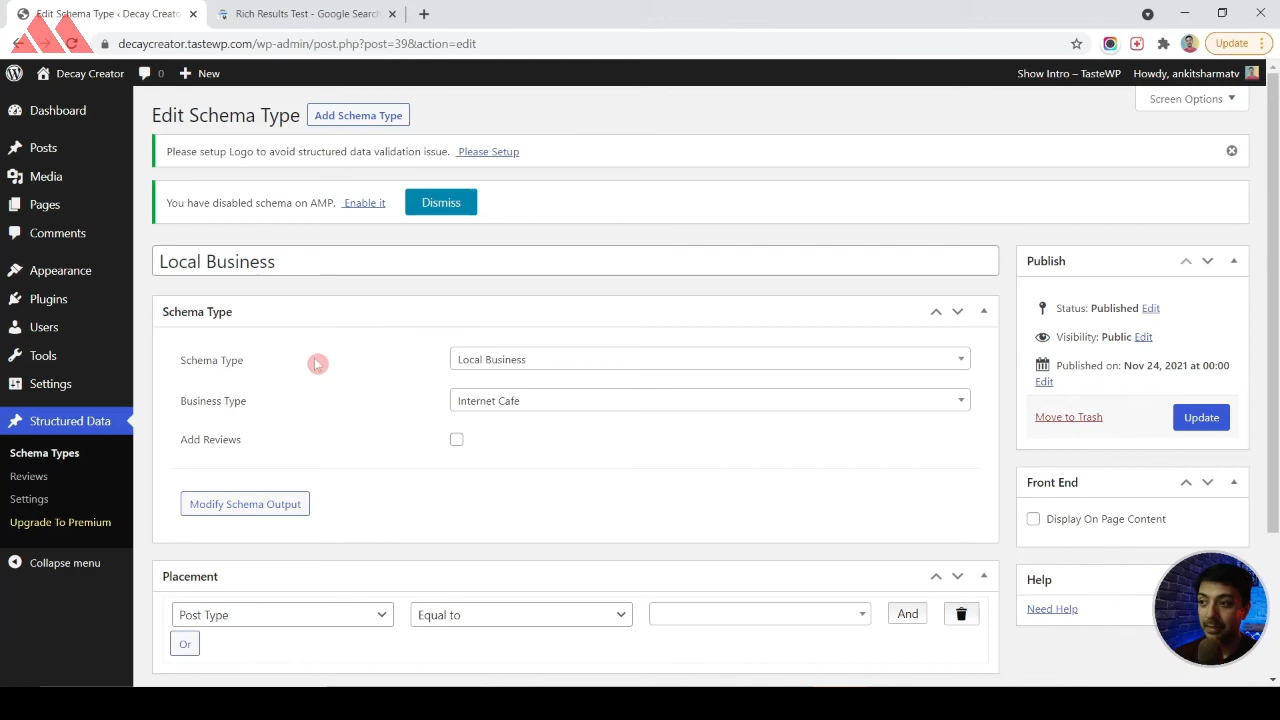 Edit Schema Type ‹ Decay Creator
Rich Results Test - Google Search
decaycreator.tastewp.com/wp-admin/post.php?post=39&action=edit
Update
Decay Creator
0
New
Show Intro – TasteWP
Howdy, ankitsharmatv
Dashboard
Posts
Media
Pages
Comments
Appearance
Plugins
Users
Tools
Settings
Structured Data
Schema Types
Reviews
Settings
Upgrade To Premium
Collapse menu
Screen Options
Edit Schema Type
Add Schema Type
Please setup Logo to avoid structured data validation issue. Please Setup
You have disabled schema on AMP. Enable it
Dismiss
Local Business
Schema Type
Schema Type
Local Business
Business Type
Internet Cafe
Add Reviews
Modify Schema Output
Placement
Post Type
Equal to
And
Or
Publish
Status: Published Edit
Visibility: Public Edit
Published on: Nov 24, 2021 at 00:00
Edit
Move to Trash
Update
Front End
Display On Page Content
Help
Need Help